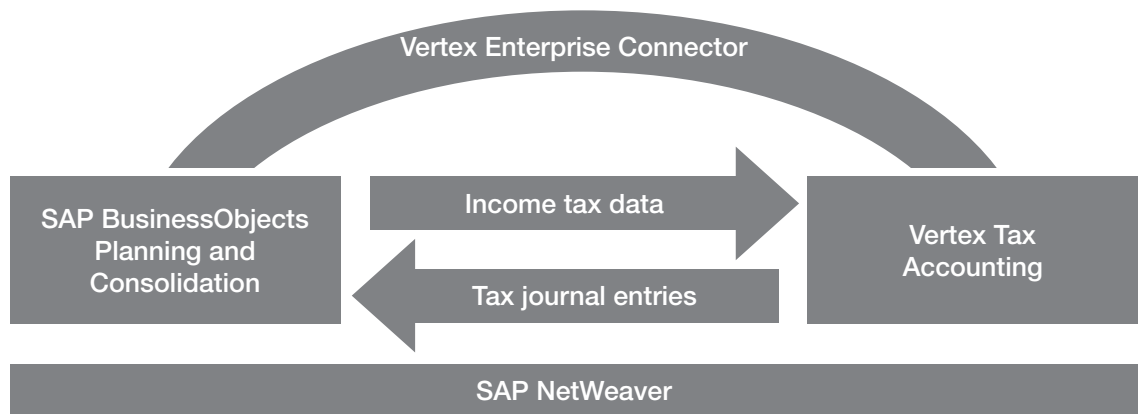 Vertex Enterprise Connector
SAP BusinessObjects
Planning and
Consolidation
Income tax data
Tax journal entries
Vertex Tax
Accounting
SAP NetWeaver